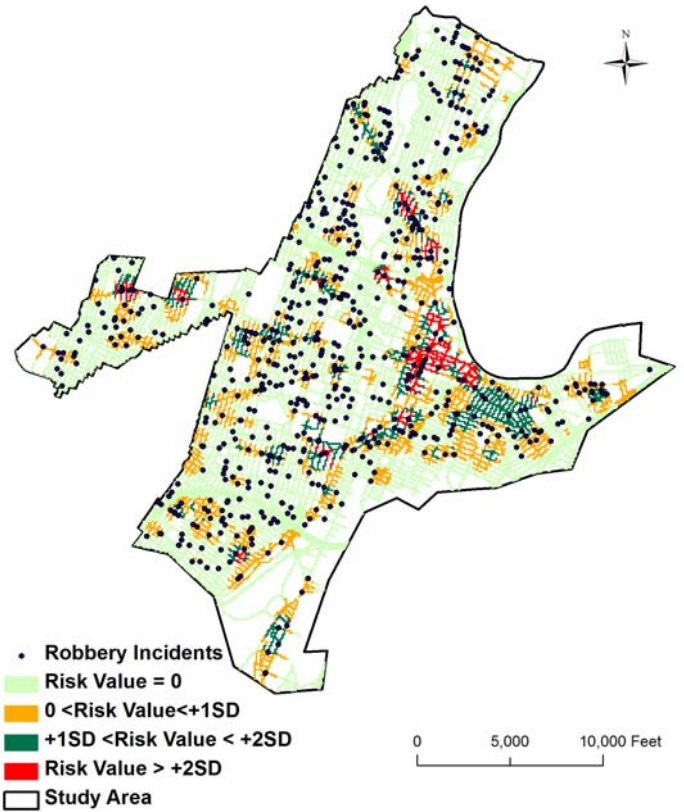 N
Robbery Incidents
Risk Value = 0
0 <Risk Value<+1SD
+1SD <Risk Value < +2SD
Risk Value > +2SD
Study Area
0 5,000 10,000 Feet